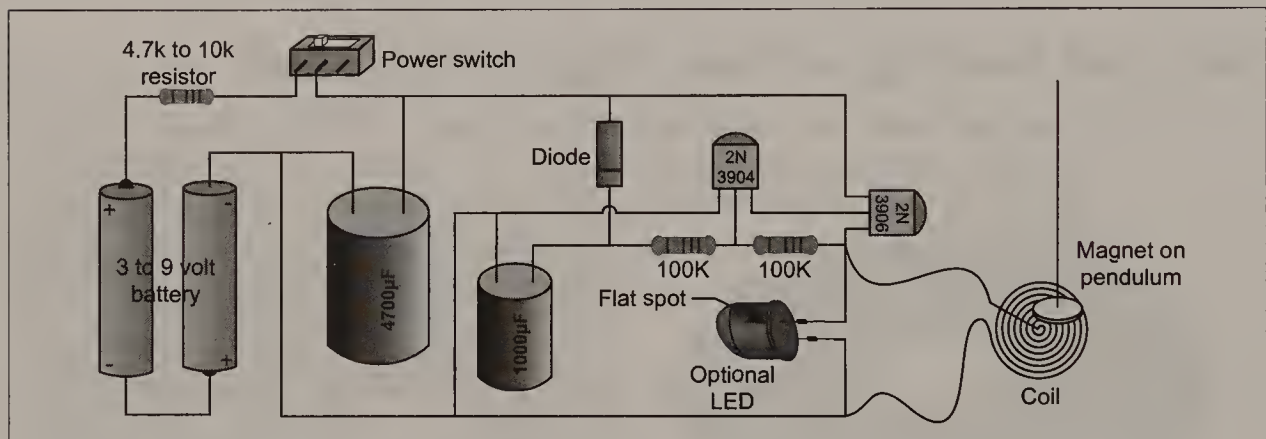 4.7k to 10k
resistor
Power switch
Diode
2N
3904
2N
3906
+
-
-
+
3 to 9 volt
battery
4700µF
1000µF
100K
100K
Flat spot
Optional
LED
Magnet on
pendulum
Coil